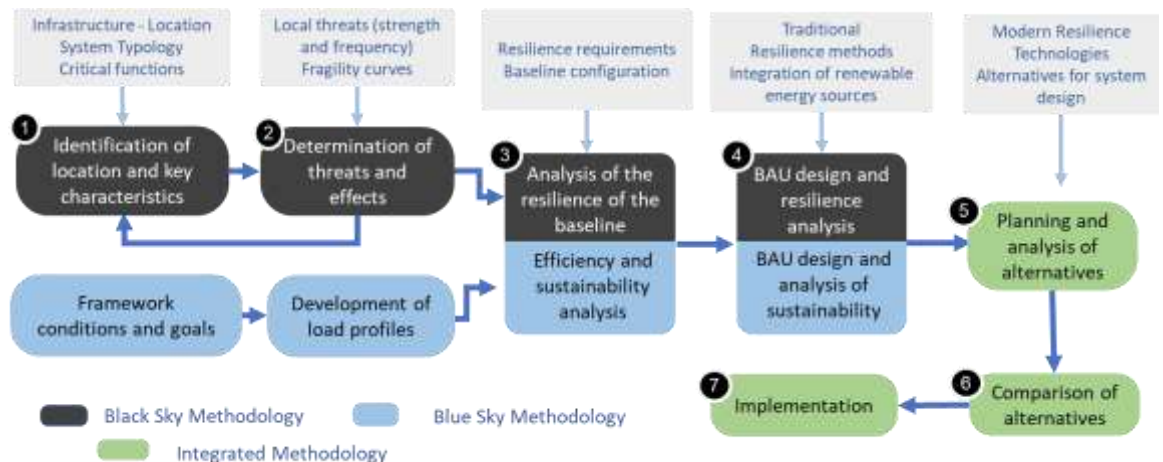 Infrastructure - Location
System Typology
Critical functions
Local threats (strength
and frequency)
Fragility curves
Resilience requirements
Baseline configuration
Traditional
Resilience methods
Integration of renewable
energy sources
Modern Resilience
Technologies
Alternatives for system
design
1
Identification of
location and key
characteristics
2
Determination of
threats and
effects
3
Analysis of the
resilience of the
baseline
Efficiency and
sustainability
analysis
4
BAU design and
resilience
analysis
BAU design and
analysis of
sustainability
5
Planning and
analysis of
alternatives
Framework
conditions and goals
Development of
load profiles
6
Comparison of
alternatives
7
Implementation
Black Sky Methodology
Blue Sky Methodology
Integrated Methodology